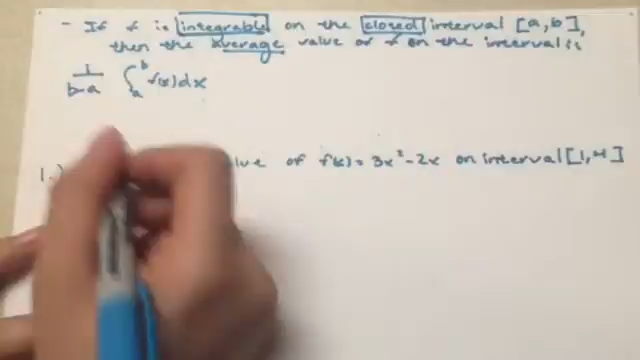 - If f is integrable on the closed interval [a,b],
then the average value of f on the interval is
1/b-a ∫_a^b f(x)dx
1.) value of f(x) = 3x² - 2x on interval [1,4]